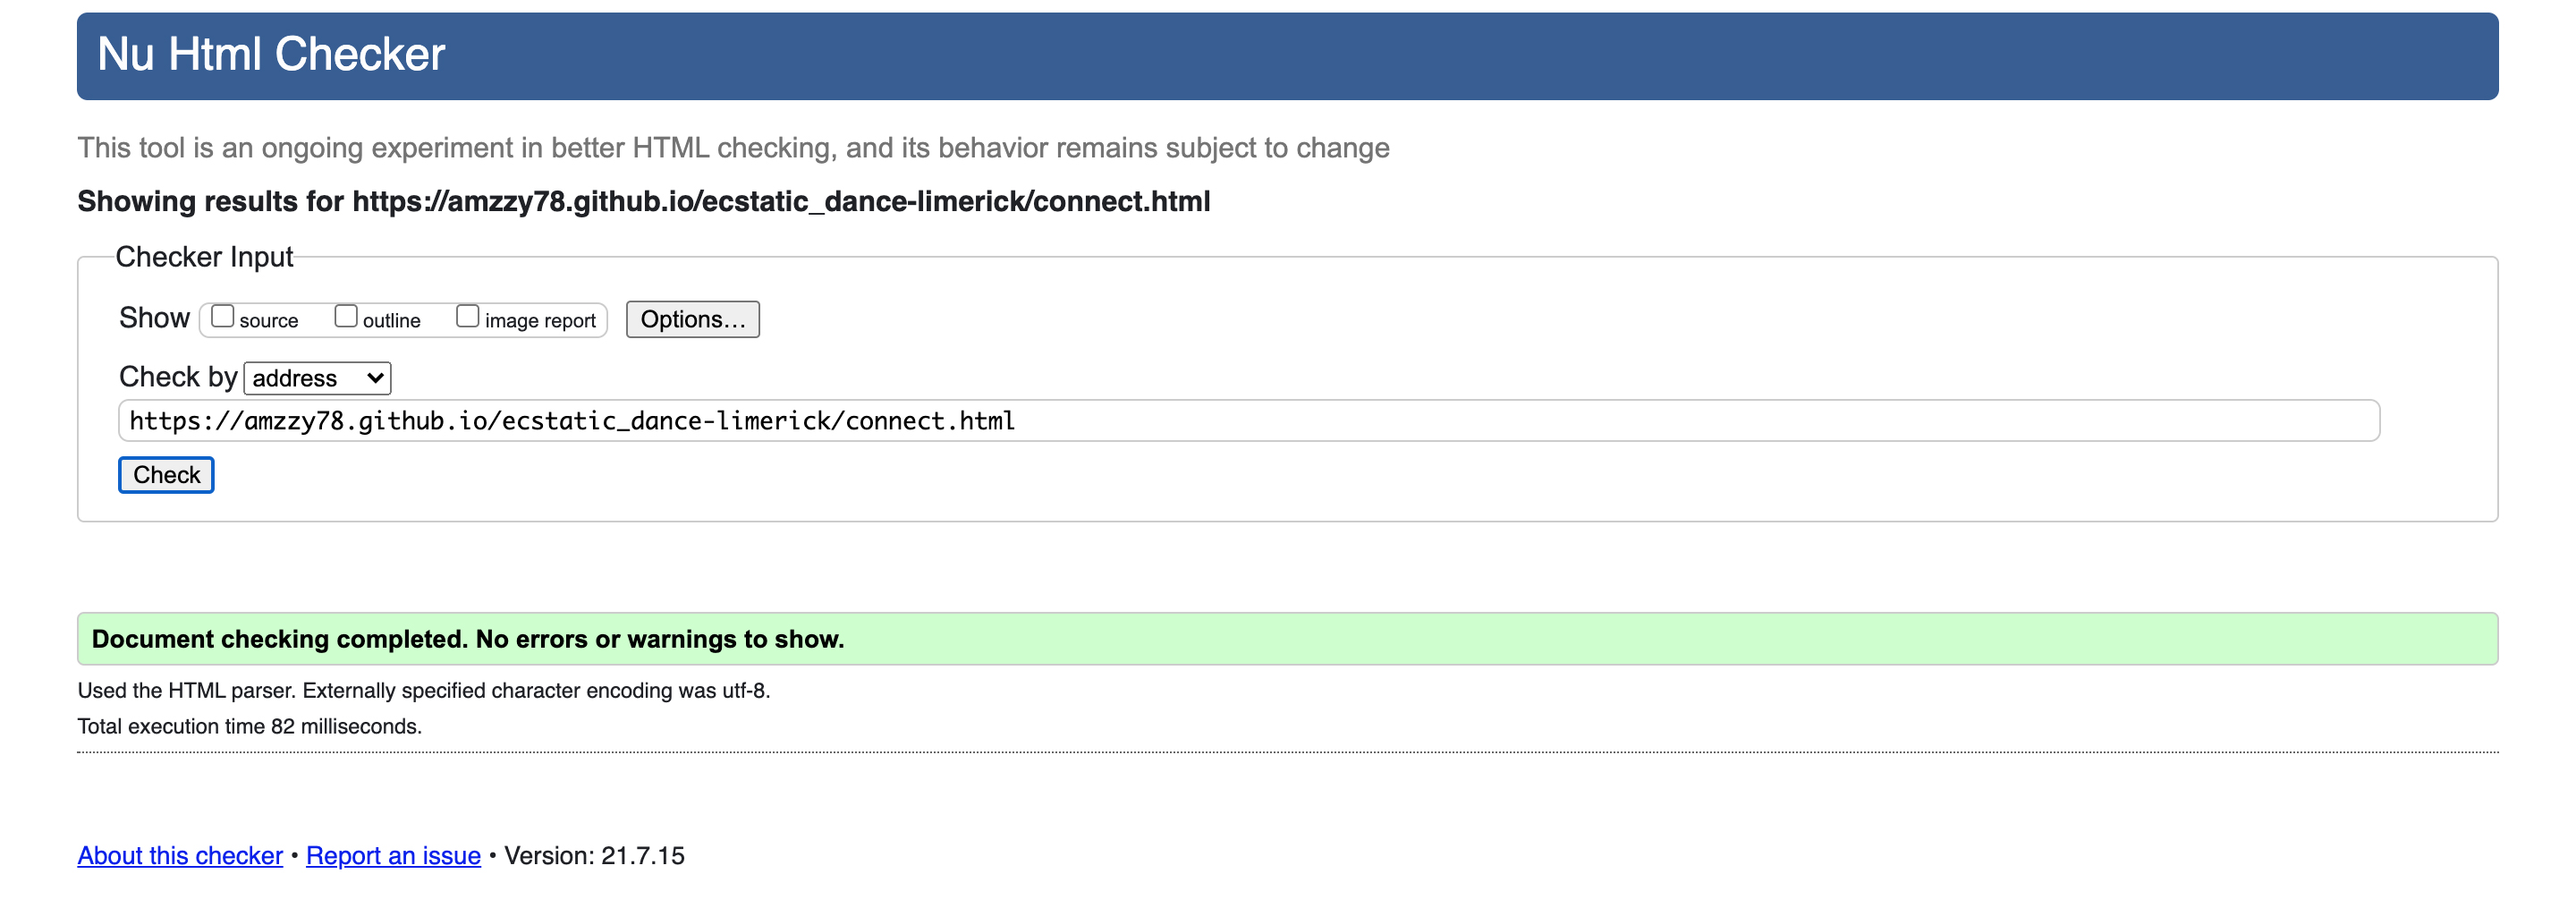 Nu Html Checker
This tool is an ongoing experiment in better HTML checking, and its behavior remains subject to change
Showing results for https://amzzy78.github.io/ecstatic_dance-limerick/connect.html
Checker Input
Show source outline image report Options...
Check by address
https://amzzy78.github.io/ecstatic_dance-limerick/connect.html
Check
Document checking completed. No errors or warnings to show.
Used the HTML parser. Externally specified character encoding was utf-8.
Total execution time 82 milliseconds.
About this checker • Report an issue • Version: 21.7.15